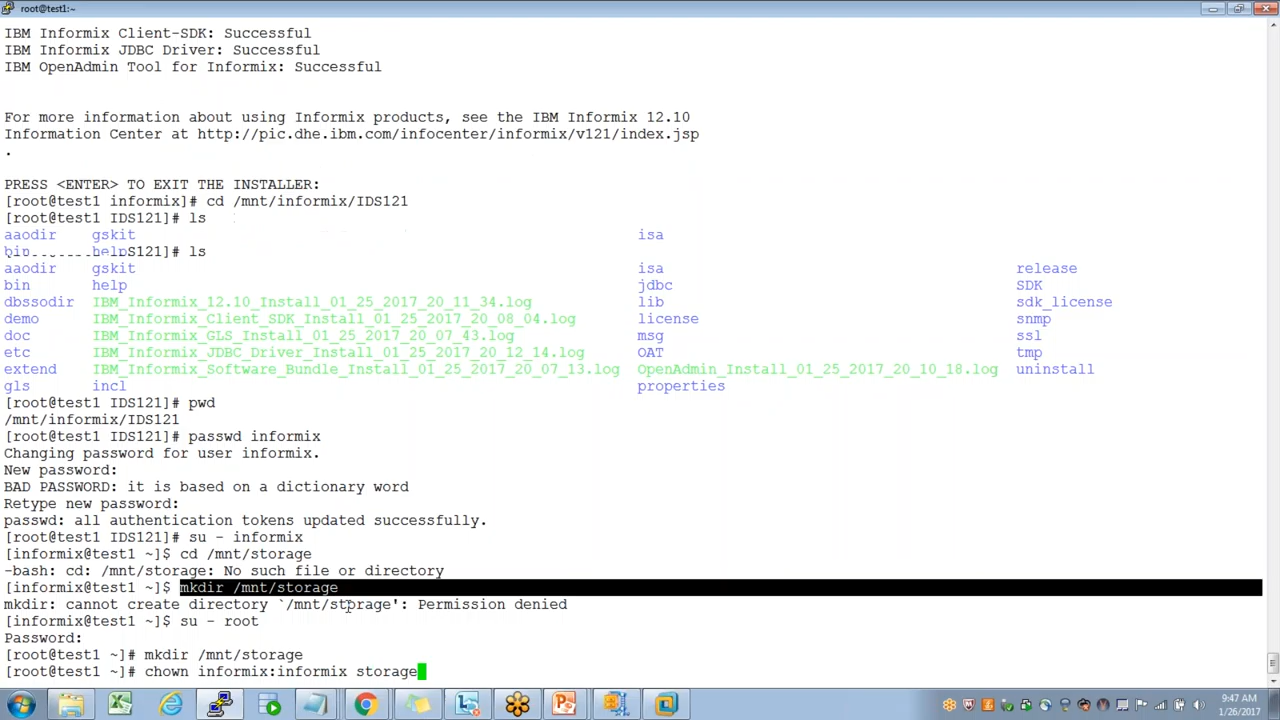 root@test1:~
IBM Informix Client-SDK: Successful
IBM Informix JDBC Driver: Successful
IBM OpenAdmin Tool for Informix: Successful
For more information about using Informix products, see the IBM Informix 12.10
Information Center at http://pic.dhe.ibm.com/infocenter/informix/v121/index.jsp
.
PRESS <ENTER> TO EXIT THE INSTALLER:
[root@test1 informix]# cd /mnt/informix/IDS121
[root@test1 IDS121]# ls
aaodir gskit isa
bin help S121]# ls
aaodir gskit isa release
bin help jdbc SDK
dbssodir IBM_Informix_12.10_Install_01_25_2017_20_11_34.log lib sdk_license
demo IBM_Informix_Client_SDK_Install_01_25_2017_20_08_04.log license snmp
doc IBM_Informix_GLS_Install_01_25_2017_20_07_43.log msg ssl
etc IBM_Informix_JDBC_Driver_Install_01_25_2017_20_12_14.log OAT tmp
extend IBM_Informix_Software_Bundle_Install_01_25_2017_20_07_13.log OpenAdmin_Install_01_25_2017_20_10_18.log uninstall
gls incl properties
[root@test1 IDS121]# pwd
/mnt/informix/IDS121
[root@test1 IDS121]# passwd informix
Changing password for user informix.
New password:
BAD PASSWORD: it is based on a dictionary word
Retype new password:
passwd: all authentication tokens updated successfully.
[root@test1 IDS121]# su - informix
[informix@test1 ~]$ cd /mnt/storage
-bash: cd: /mnt/storage: No such file or directory
[informix@test1 ~]$ mkdir /mnt/storage
mkdir: cannot create directory `/mnt/storage': Permission denied
[informix@test1 ~]$ su - root
Password:
[root@test1 ~]# mkdir /mnt/storage
[root@test1 ~]# chown informix:informix storage
9:47 AM
1/26/2017